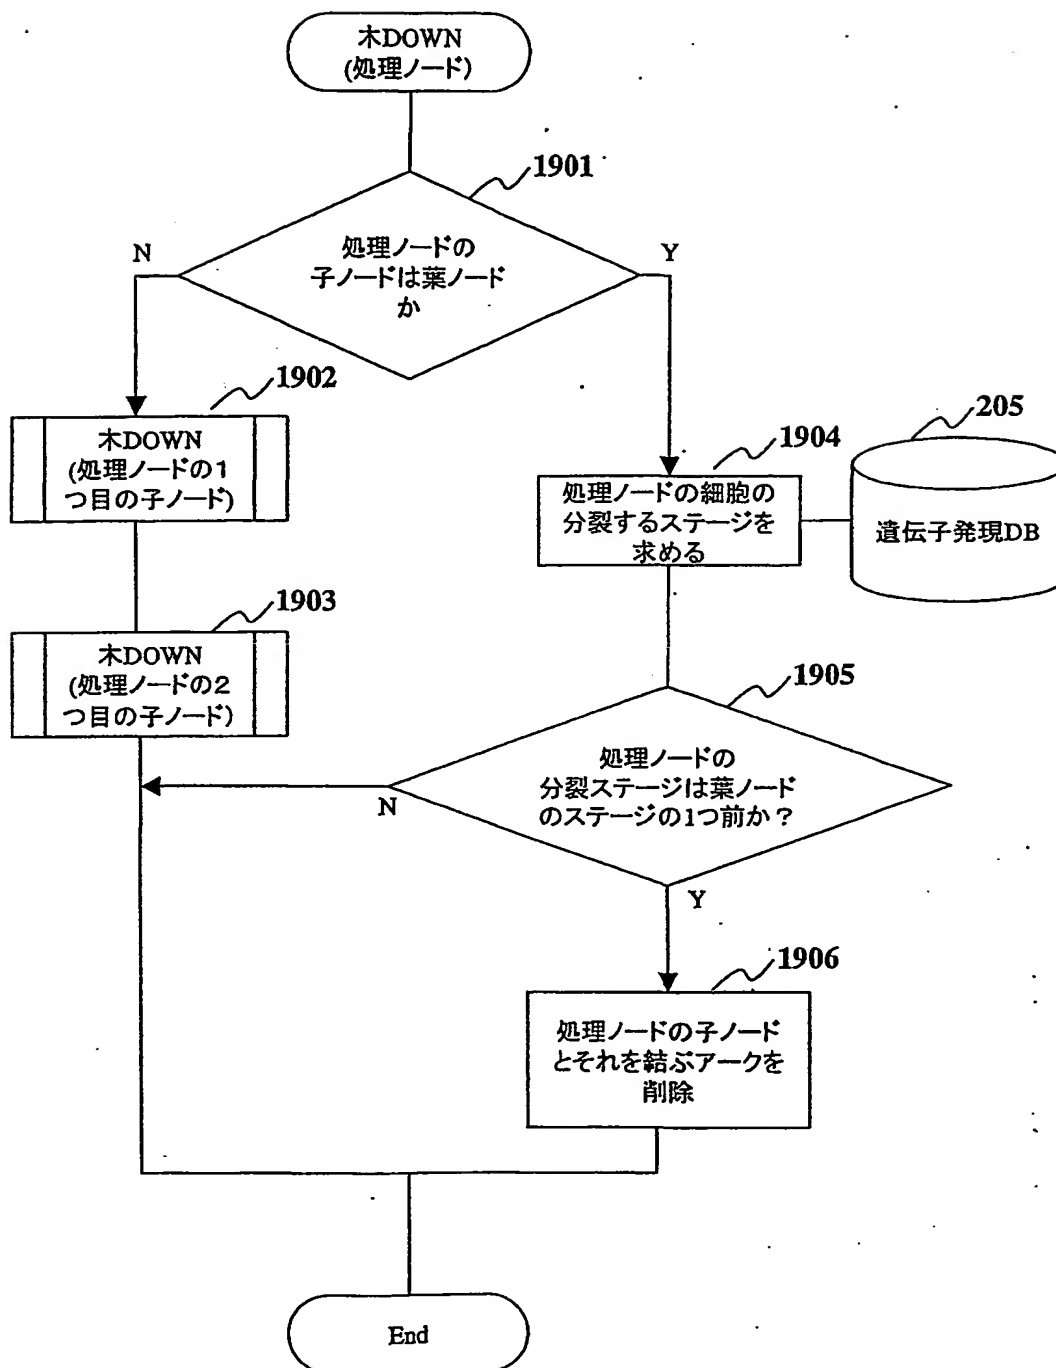 木DOWN
(処理ノード)
1901
処理ノードの
子ノードは葉ノード
か
N
Y
1902
木DOWN
(処理ノードの1
つ目の子ノード)
1904
処理ノードの細胞の
分裂するステージを
求める
205
遺伝子発現DB
1903
木DOWN
(処理ノードの2
つ目の子ノード)
1905
処理ノードの
分裂ステージは葉ノード
のステージの1つ前か？
N
Y
1906
処理ノードの子ノード
とそれを結ぶアークを
削除
End